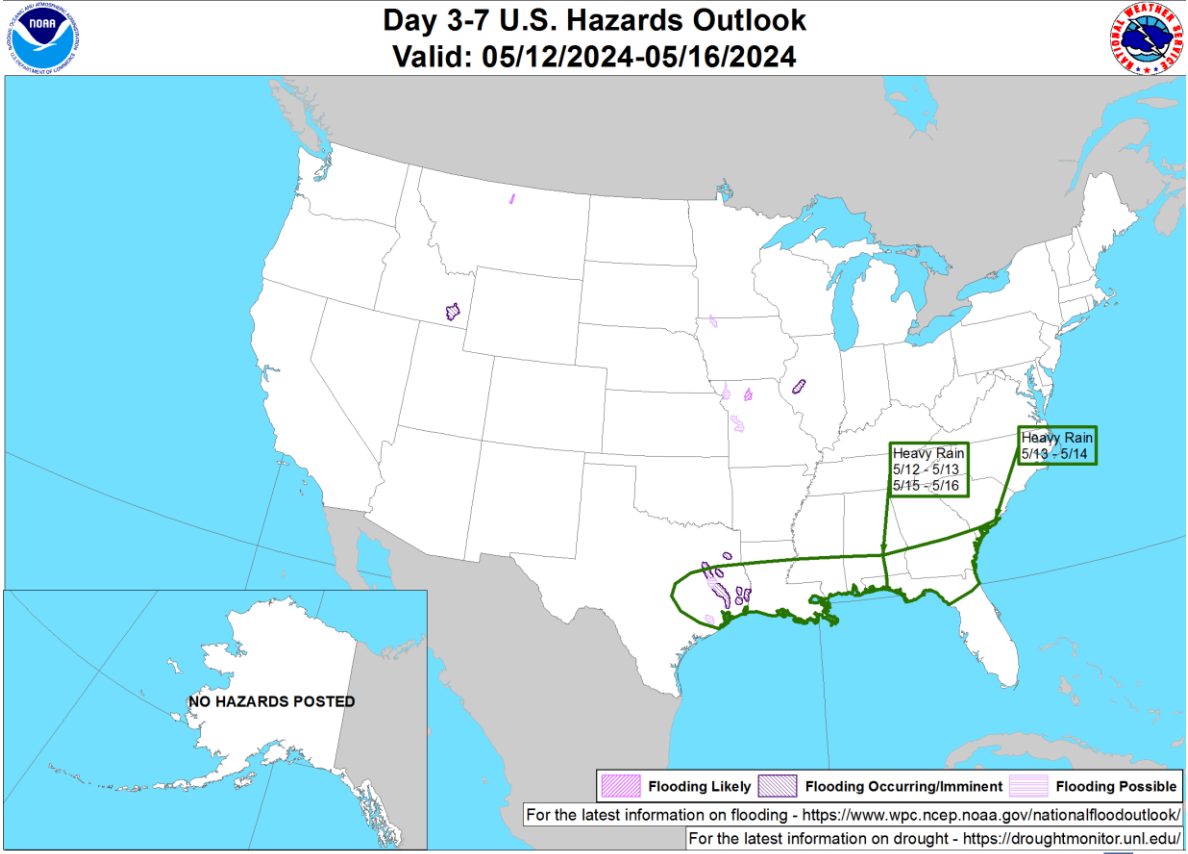 Day 3-7 U.S. Hazards Outlook
Valid: 05/12/2024-05/16/2024
NOAA
NATIONAL WEATHER SERVICE
Heavy Rain
5/13 - 5/14
Heavy Rain
5/12 - 5/13
5/15 - 5/16
NO HAZARDS POSTED
Flooding Likely
Flooding Occurring/Imminent
Flooding Possible
For the latest information on flooding - https://www.wpc.ncep.noaa.gov/nationalfloodoutlook/
For the latest information on drought - https://droughtmonitor.unl.edu/